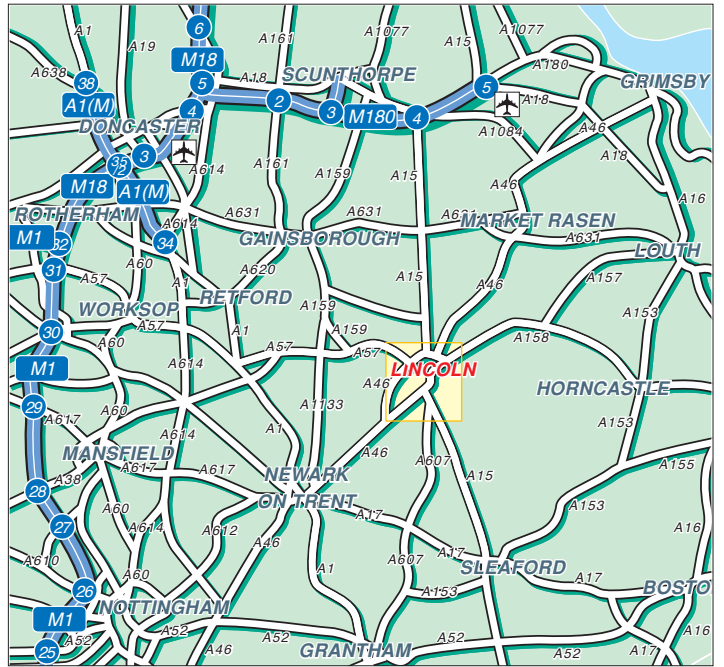 A1
A19
6
A161
A1077
A15
A1077
M18
A638
38
5
A18
SCUNTHORPE
A180
GRIMSBY
A1(M)
4
2
3
M180
4
5
A18
A46
DONCASTER
A1084
A18
35
3
A614
A161
A159
A15
A46
A16
M18
2
A1(M)
ROTHERHAM
A614
A631
A631
A631
MARKET RASEN
M1
32
34
GAINSBOROUGH
A631
LOUTH
31
A57
A60
A1
A620
A15
A46
A157
A153
WORKSOP
RETFORD
A159
30
A57
A1
A159
A158
A60
M1
A614
A57
A57
LINCOLN
A46
HORNCASTLE
29
A617
A60
A1133
A153
A614
A1
MANSFIELD
A46
A607
A15
A155
A617
A617
NEWARK
ON TRENT
28
A38
A60
A17
A153
27
A614
A612
A46
A16
A610
A60
A1
A607
A17
SLEAFORD
26
A153
A17
BOSTO
M1
NOTTINGHAM
A52
A52
A52
A52
A16
25
A52
A46
GRANTHAM
A52
A17